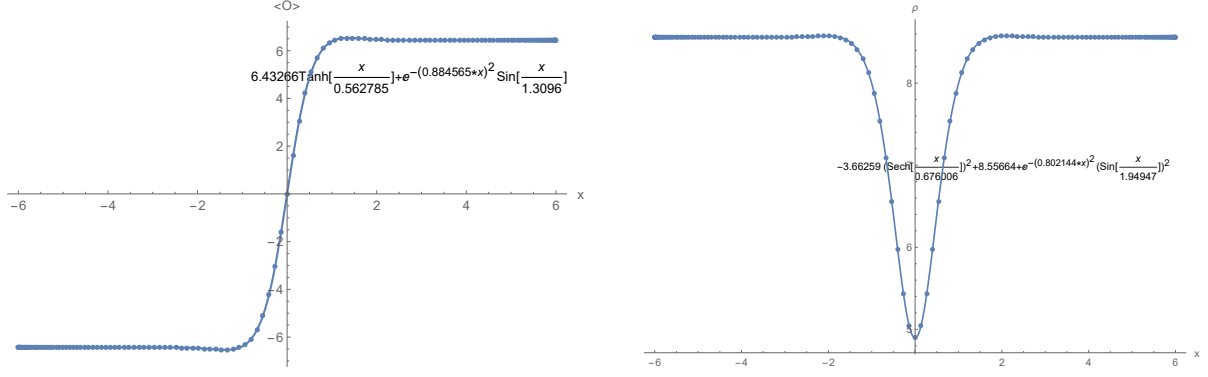 <O>
6
4
2
-2
-4
-6
6.43266Tanh[x/0.562785]+e^-(0.884565*x)^2 Sin[x/1.3096]
-6 -4 -2 2 4 6 x
ρ
8
6
5
-3.66259 (Sech[x/0.676006])^2+8.55664+e^-(0.802144*x)^2 (Sin[x/1.94947])^2
-6 -4 -2 0 2 4 6 x